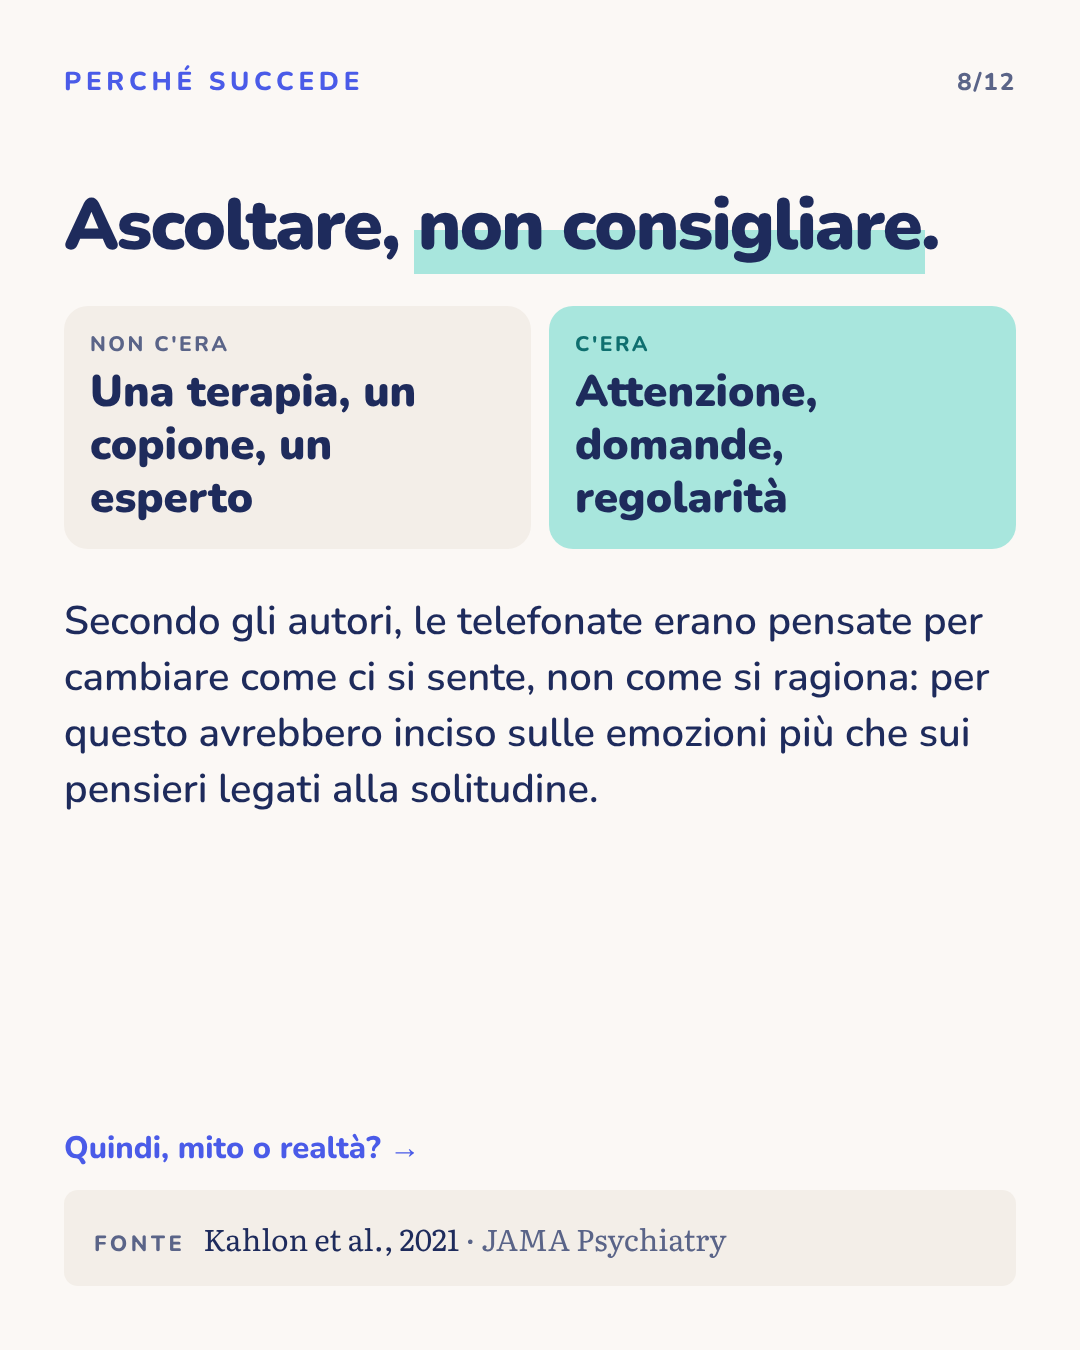 PERCHÉ SUCCEDE
8/12
Ascoltare, non consigliare.
NON C'ERA
Una terapia, un
copione, un
esperto
C'ERA
Attenzione,
domande,
regolarità
Secondo gli autori, le telefonate erano pensate per
cambiare come ci si sente, non come si ragiona: per
questo avrebbero inciso sulle emozioni più che sui
pensieri legati alla solitudine.
Quindi, mito o realtà? →
FONTE Kahlon et al., 2021 · JAMA Psychiatry